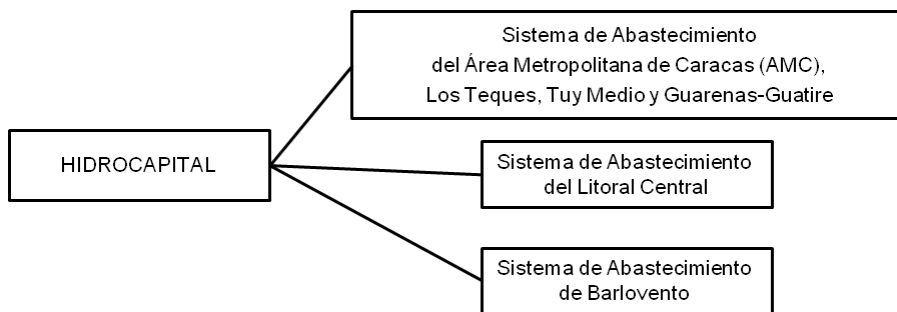 Sistema de Abastecimiento
del Área Metropolitana de Caracas (AMC),
Los Teques, Tuy Medio y Guarenas-Guatire
HIDROCAPITAL
Sistema de Abastecimiento
del Litoral Central
Sistema de Abastecimiento
de Barlovento